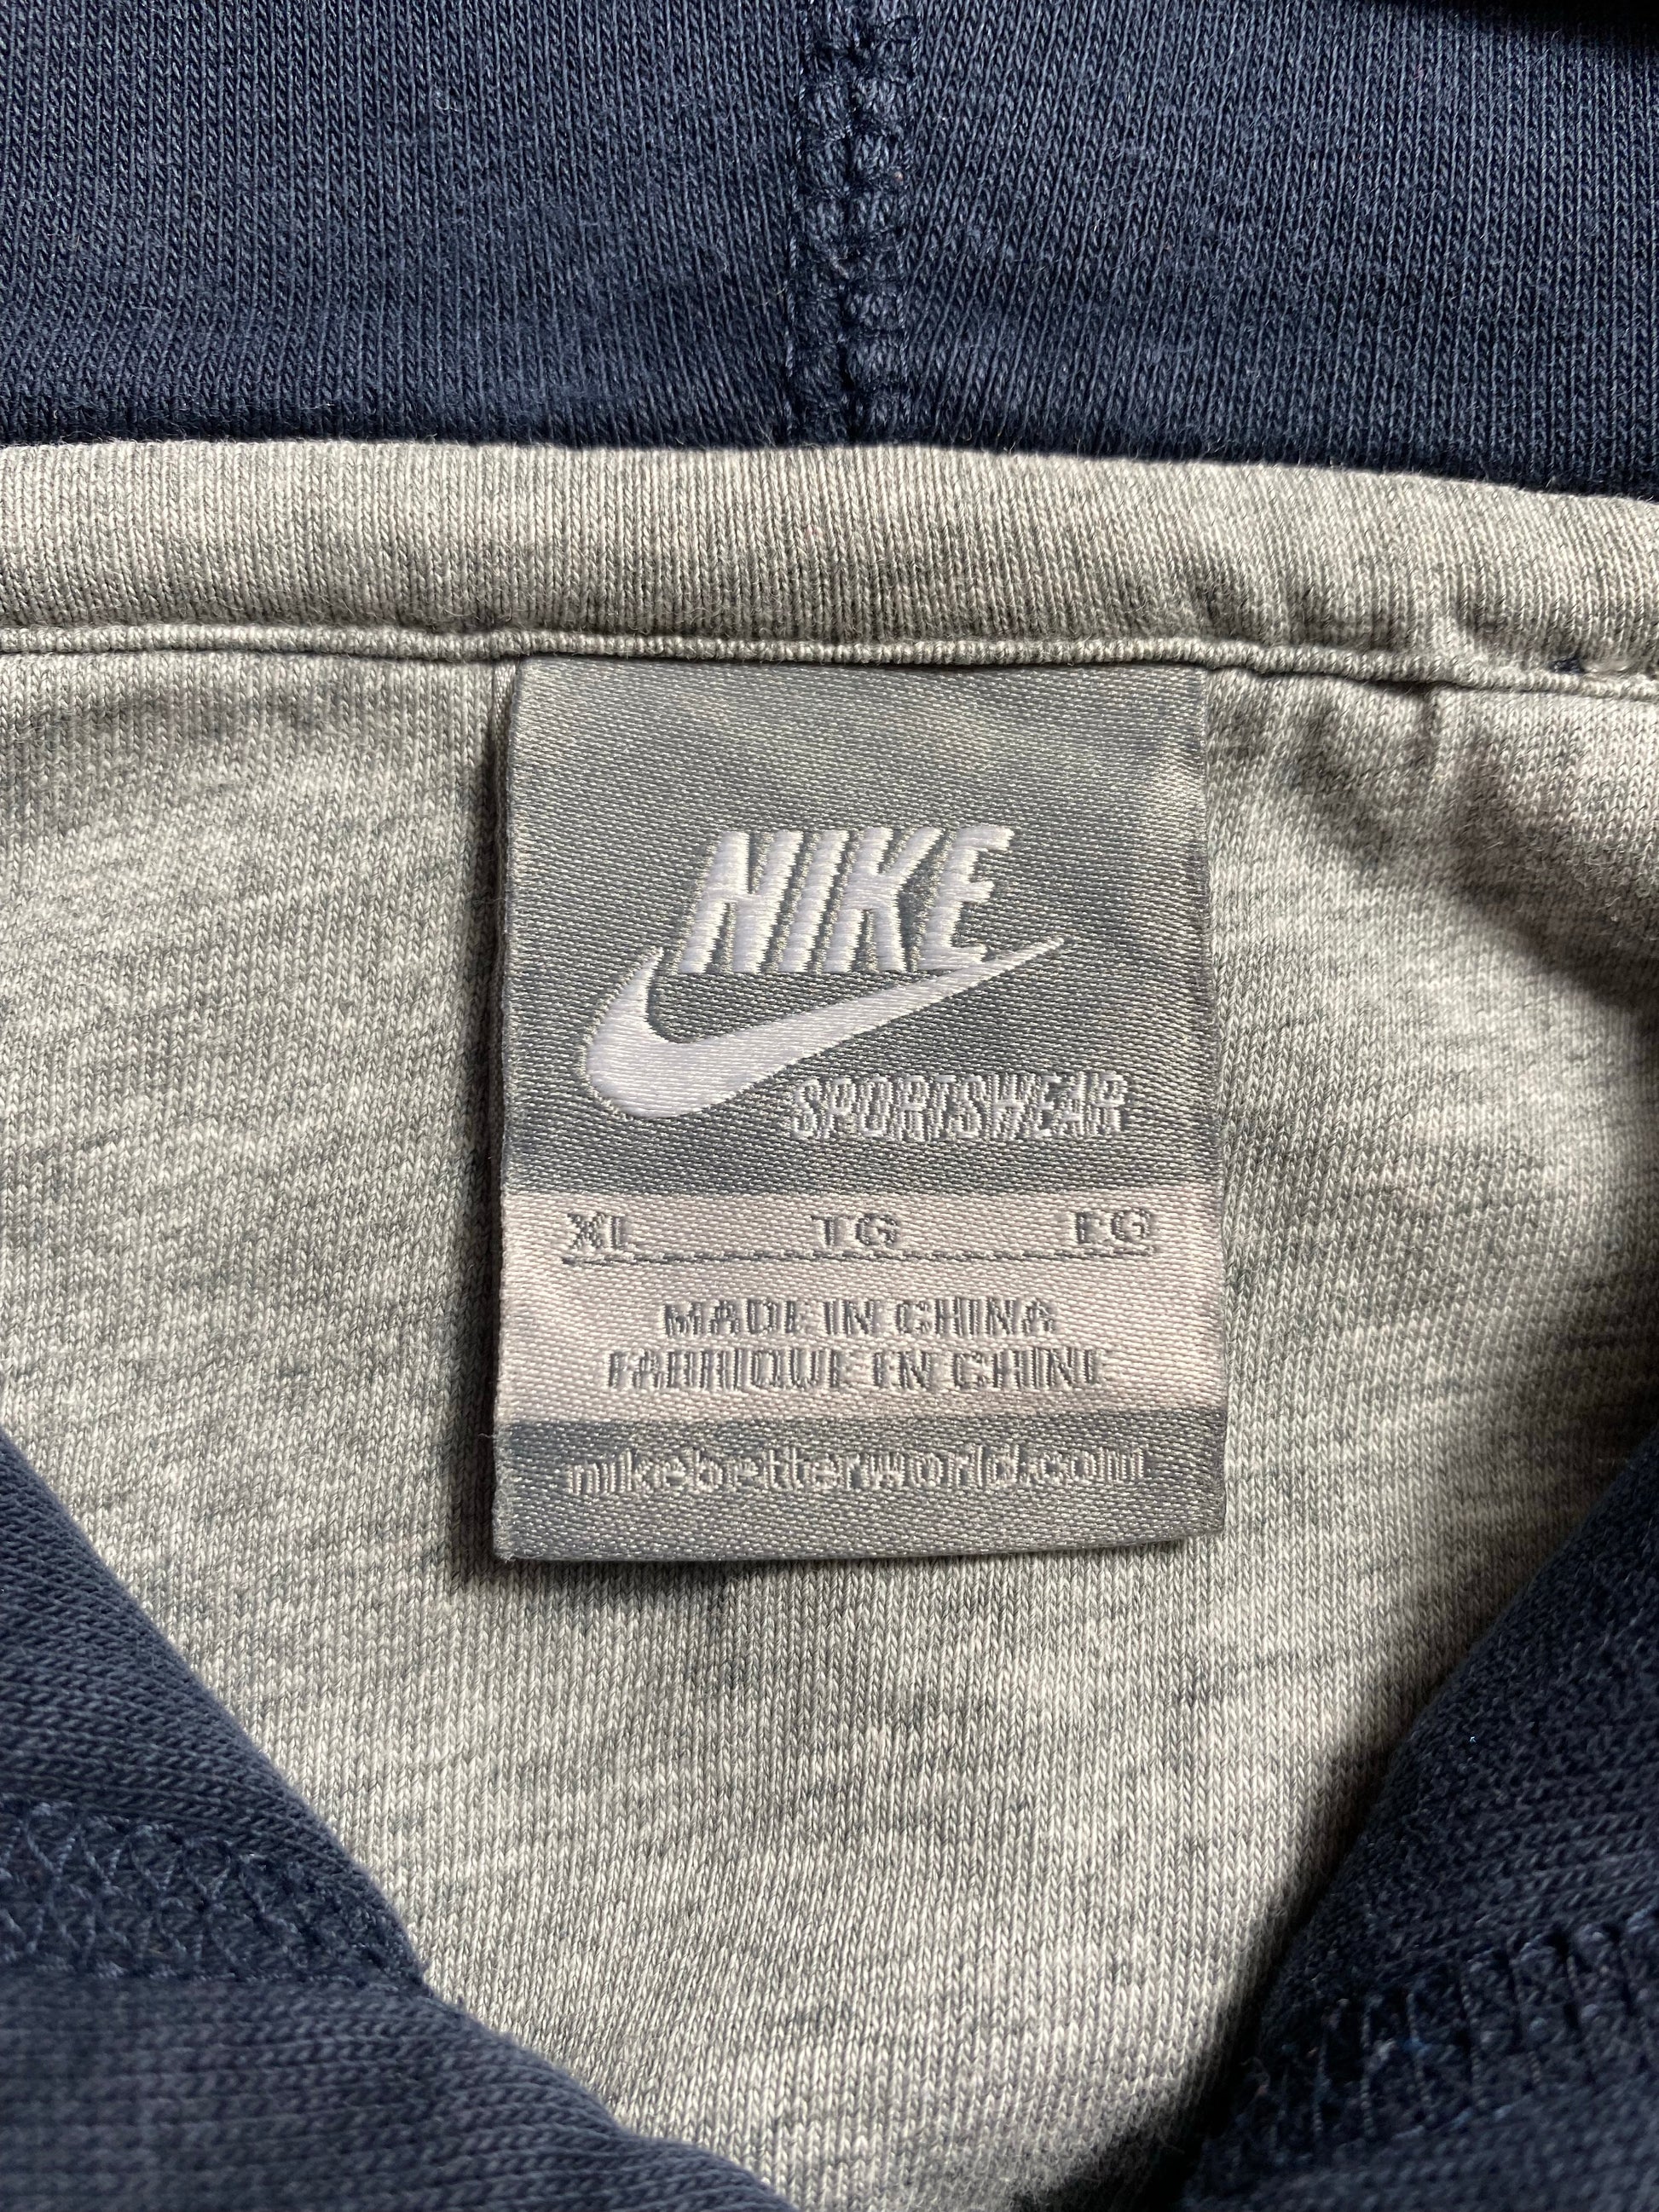 NIKE
SPORTSWEAR
XL TG EG
MADE IN CHINA
FABRIQUE EN CHINE
nikebetterworld.com